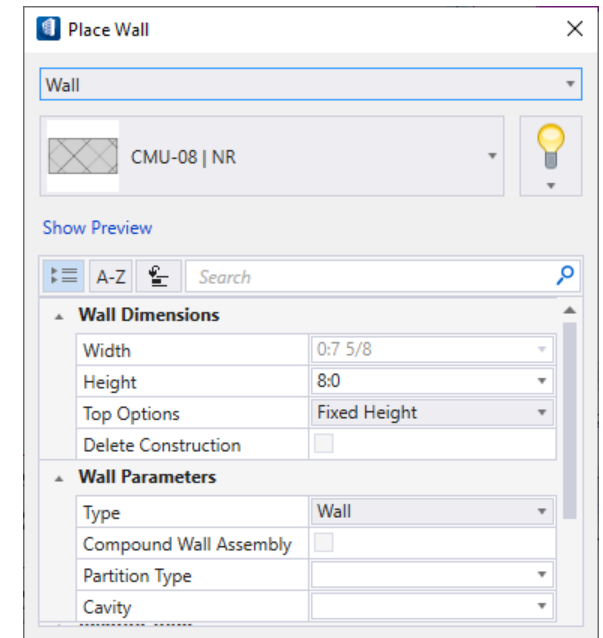 Place Wall
Wall
CMU-08 | NR
Show Preview
A-Z Search
Wall Dimensions
Width 0:7 5/8
Height 8:0
Top Options Fixed Height
Delete Construction
Wall Parameters
Type Wall
Compound Wall Assembly
Partition Type
Cavity